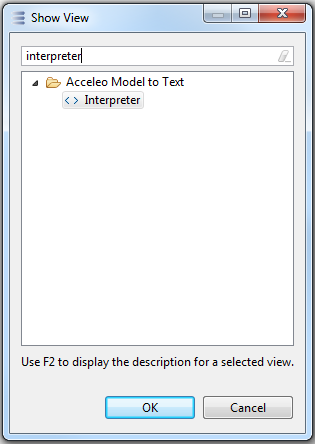 Show View
interpreter
Acceleo Model to Text
Interpreter
Use F2 to display the description for a selected view.
OK
Cancel